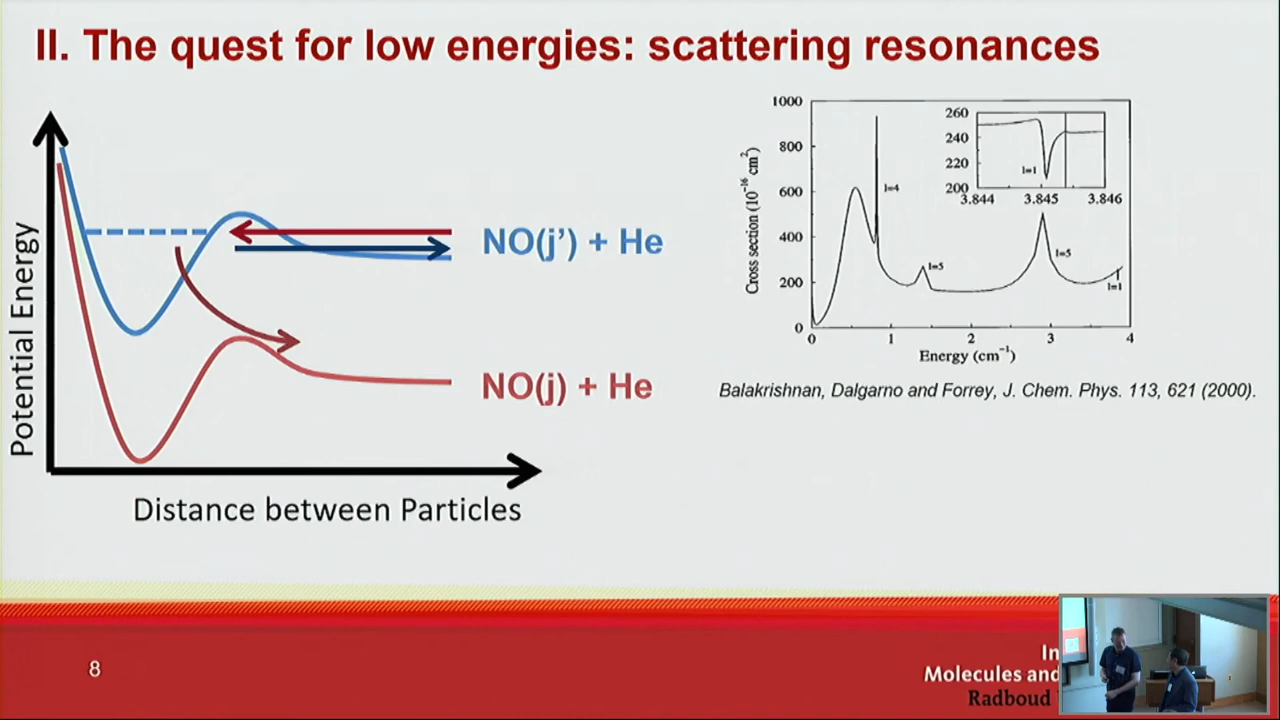 II. The quest for low energies: scattering resonances
Potential Energy
Distance between Particles
NO(j') + He
NO(j) + He
Cross section (10⁻¹⁶ cm²)
1000
800
600
400
200
0
0 1 2 3 4
Energy (cm⁻¹)
l=4
l=5
l=5
l=1
260
240
220
200
l=1
3.844 3.845 3.846
Balakrishnan, Dalgarno and Forrey, J. Chem. Phys. 113, 621 (2000).
8
In
Molecules and
Radboud